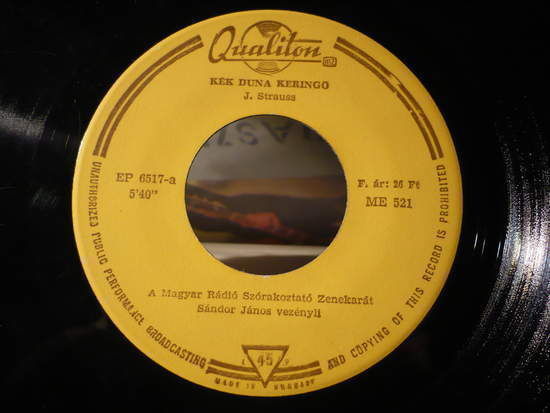 Qualiton
KÉK DUNA KERINGO
J. Strauss
EP 6517-a
5'40"
F. ár: 26 Ft
ME 521
A Magyar Rádió Szórakoztató Zenekarát
Sándor János vezényli
UNAUTHORIZED PUBLIC PERFORMANCE BROADCASTING AND COPYING OF THIS RECORD IS PROHIBITED
45
MADE IN HUNGARY